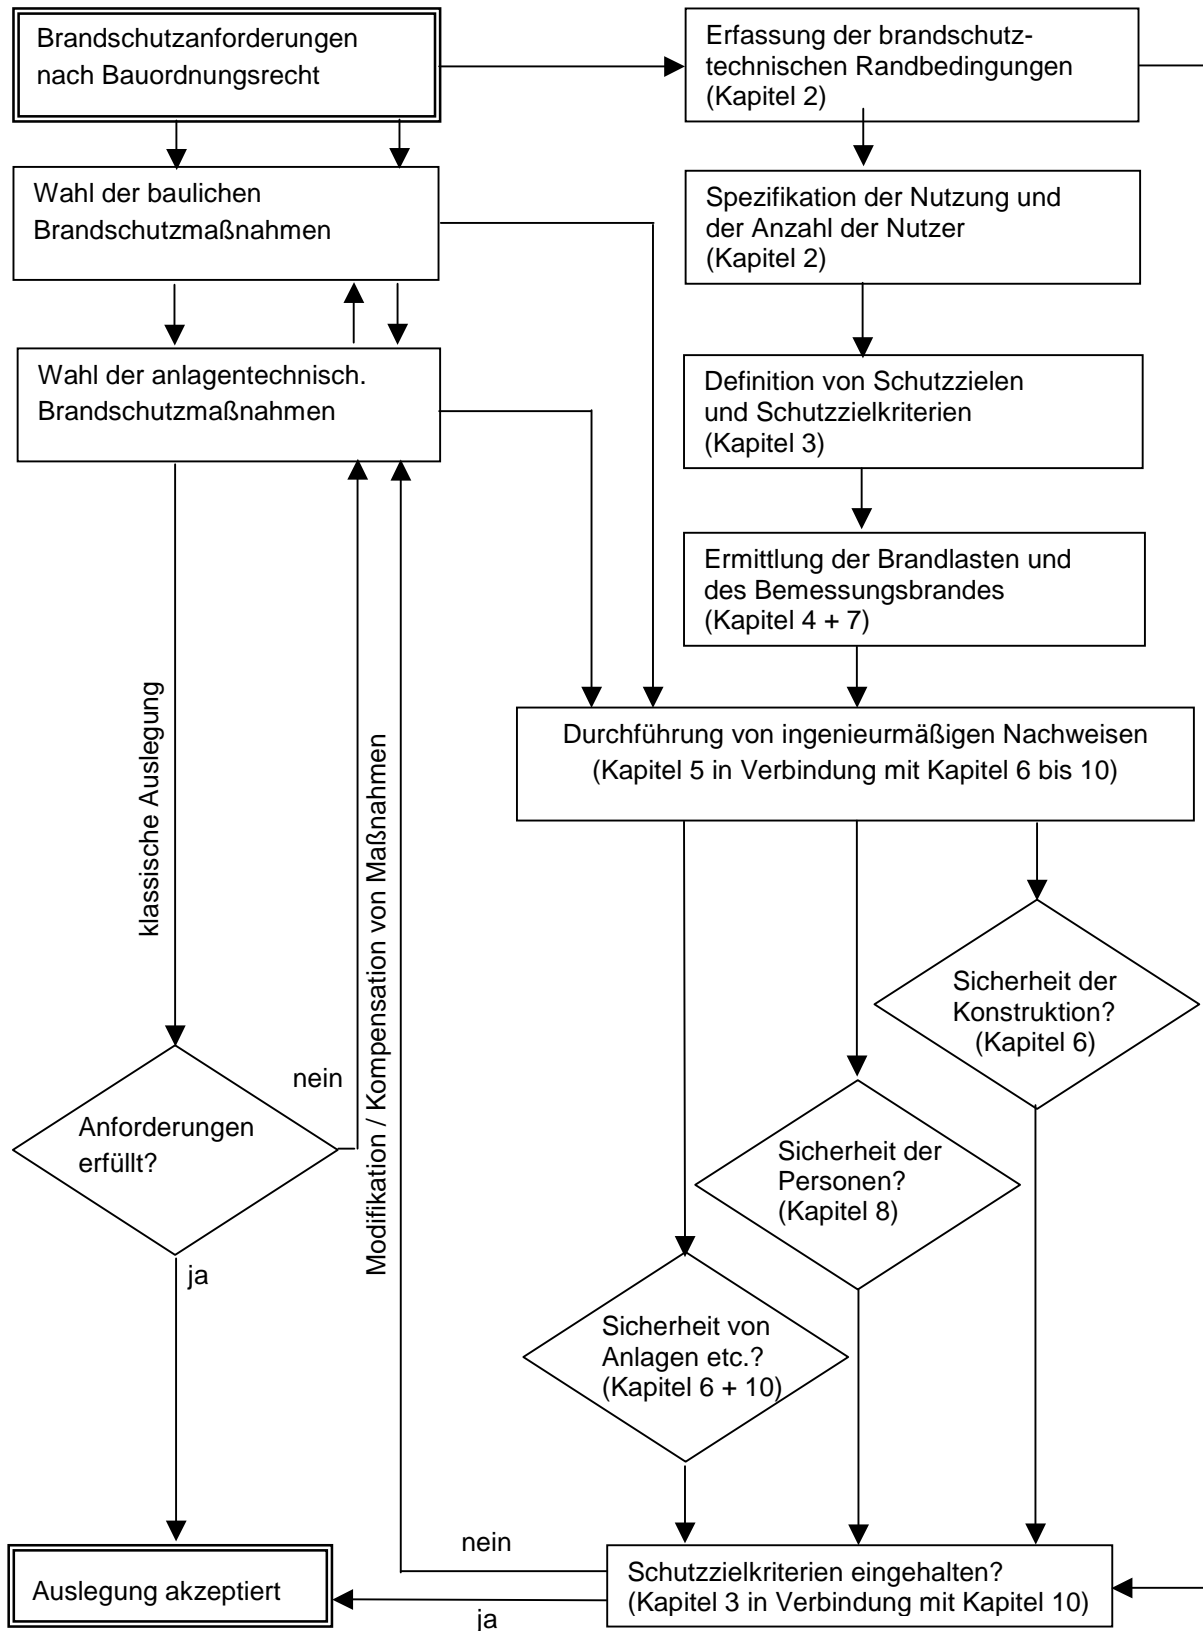 Brandschutzanforderungen
nach Bauordnungsrecht
Erfassung der brandschutz-
technischen Randbedingungen
(Kapitel 2)
Wahl der baulichen
Brandschutzmaßnahmen
Spezifikation der Nutzung und
der Anzahl der Nutzer
(Kapitel 2)
Wahl der anlagentechnisch.
Brandschutzmaßnahmen
Definition von Schutzzielen
und Schutzzielkriterien
(Kapitel 3)
Ermittlung der Brandlasten und
des Bemessungsbrandes
(Kapitel 4 + 7)
klassische Auslegung
Modifikation / Kompensation von Maßnahmen
Durchführung von ingenieurmäßigen Nachweisen
(Kapitel 5 in Verbindung mit Kapitel 6 bis 10)
Sicherheit der
Konstruktion?
(Kapitel 6)
nein
Anforderungen
erfüllt?
Sicherheit der
Personen?
(Kapitel 8)
ja
Sicherheit von
Anlagen etc.?
(Kapitel 6 + 10)
nein
Schutzzielkriterien eingehalten?
(Kapitel 3 in Verbindung mit Kapitel 10)
Auslegung akzeptiert
ja